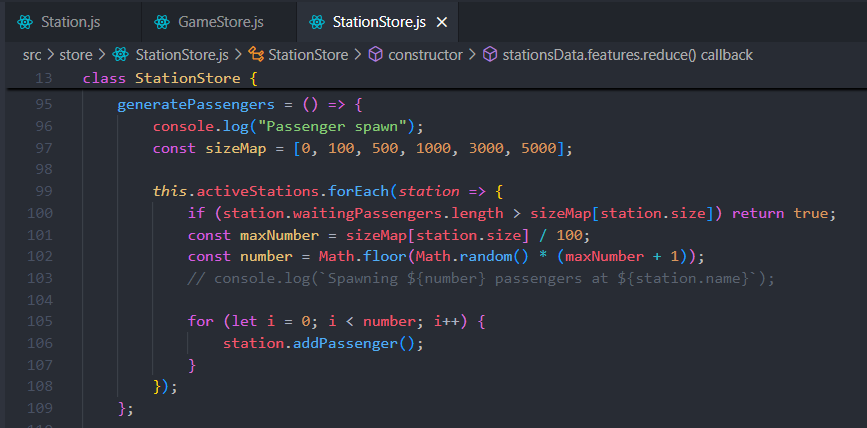 Station.js GameStore.js StationStore.js ×
src > store > StationStore.js > StationStore > constructor > stationsData.features.reduce() callback
13 class StationStore {
95 generatePassengers = () => {
96 console.log("Passenger spawn");
97 const sizeMap = [0, 100, 500, 1000, 3000, 5000];
98
99 this.activeStations.forEach(station => {
100 if (station.waitingPassengers.length > sizeMap[station.size]) return true;
101 const maxNumber = sizeMap[station.size] / 100;
102 const number = Math.floor(Math.random() * (maxNumber + 1));
103 // console.log(`Spawning ${number} passengers at ${station.name}`);
104
105 for (let i = 0; i < number; i++) {
106 station.addPassenger();
107 }
108 });
109 };